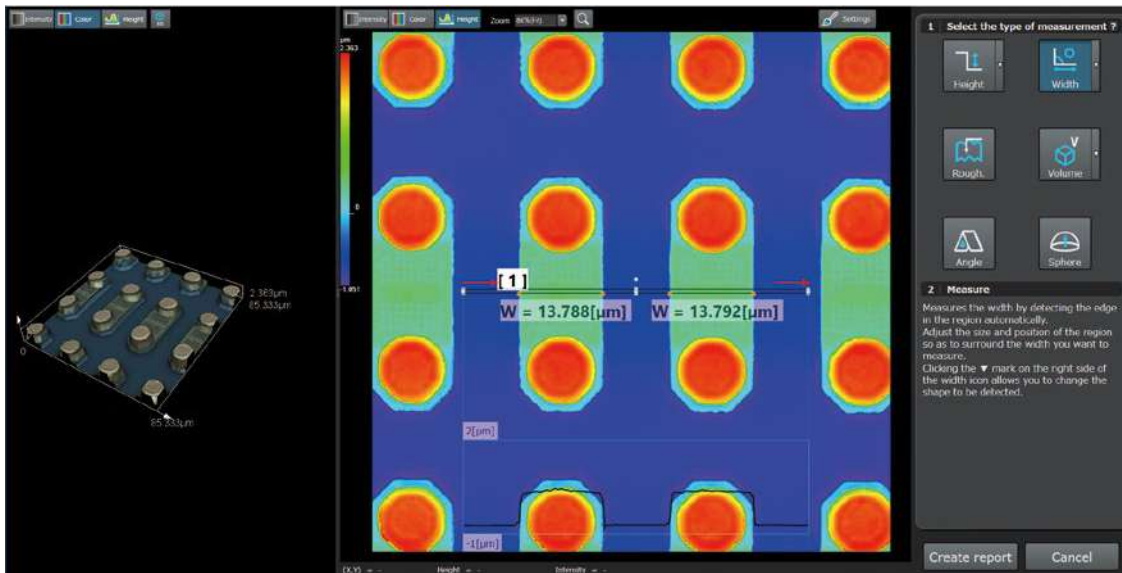 Intensity Color Height
2.363µm
85.333µm
0
85.333µm
Intensity Color Height Zoom
Settings
µm
2.363
0
[ 1 ]
W = 13.788[µm] W = 13.792[µm]
2[µm]
-1[µm]
(X,Y) = - Height = - Intensity = -
1 Select the type of measurement ?
Height
Width
Rough.
Volume
V
Angle
Sphere
2 Measure
Measures the width by detecting the edge
in the region automatically.
Adjust the size and position of the region
so as to surround the width you want to
measure.
Clicking the ▼ mark on the right side of
the width icon allows you to change the
shape to be detected.
Create report Cancel